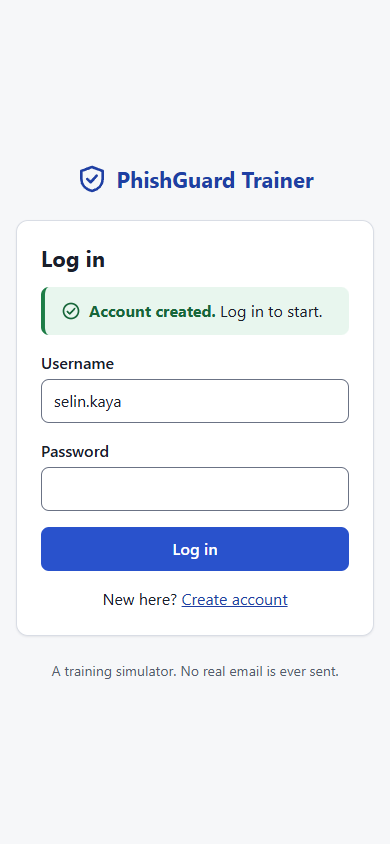 PhishGuard Trainer
Log in
Account created. Log in to start.
Username
selin.kaya
Password
Log in
New here? Create account
A training simulator. No real email is ever sent.